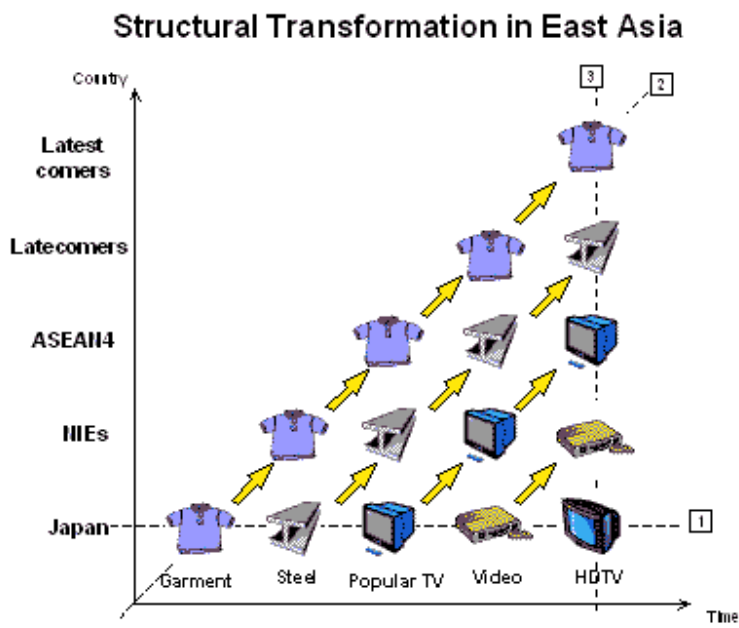 Structural Transformation in East Asia
Country
3
2
Latest
comers
Latecomers
ASEAN4
NIEs
Japan
1
Garment
Steel
Popular TV
Video
HDTV
Time